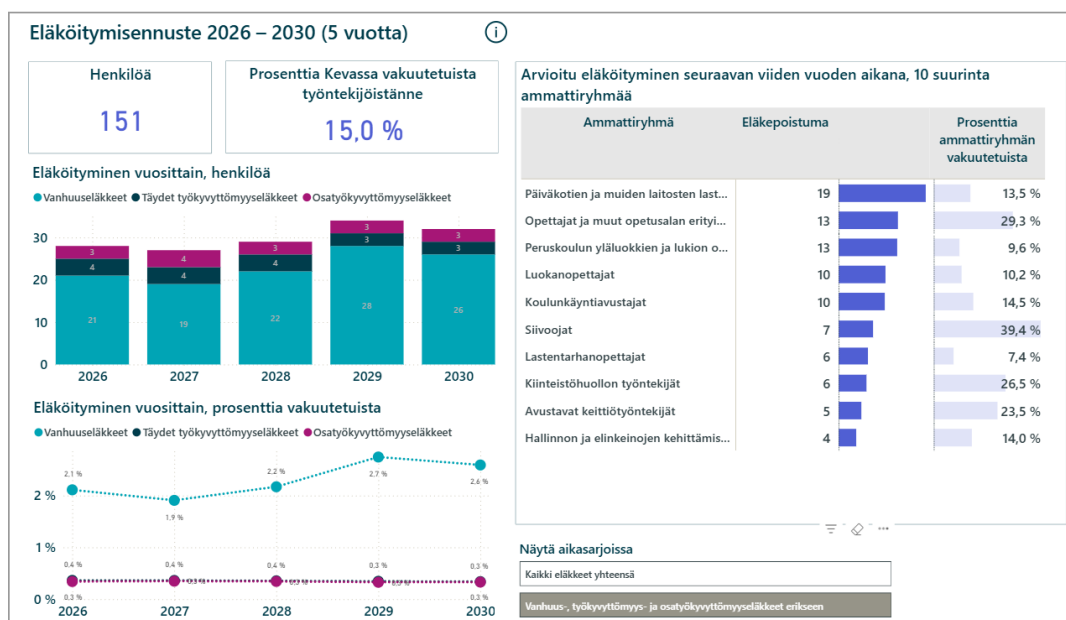 Eläköitymisennuste 2026 – 2030 (5 vuotta)
Henkilöä
151
Prosenttia Kevassa vakuutetuista
työntekijöistänne
15,0 %
Eläköityminen vuosittain, henkilöä
Vanhuuseläkkeet Täydet työkyvyttömyyseläkkeet Osatyökyvyttömyyseläkkeet
30
20
10
0
3 4 3 3 3
4 4 4 3 3
21 19 22 28 26
2026 2027 2028 2029 2030
Eläköityminen vuosittain, prosenttia vakuutetuista
Vanhuuseläkkeet Täydet työkyvyttömyyseläkkeet Osatyökyvyttömyyseläkkeet
2 %
1 %
0 %
2,1 % 1,9 % 2,2 % 2,7 % 2,6 %
0,4 % 0,4 % 0,4 % 0,3 % 0,3 %
0,3 % 0,3 % 0,3 % 0,3 % 0,3 %
2026 2027 2028 2029 2030
Arvioitu eläköityminen seuraavan viiden vuoden aikana, 10 suurinta
ammattiryhmää
Ammattiryhmä Eläkepoistuma Prosenttia
ammattiryhmän
vakuutetuista
Päiväkotien ja muiden laitosten last... 19 13,5 %
Opettajat ja muut opetusalan erityi... 13 29,3 %
Peruskoulun yläluokkien ja lukion o... 13 9,6 %
Luokanopettajat 10 10,2 %
Koulunkäyntiavustajat 10 14,5 %
Siivoojat 7 39,4 %
Lastentarhanopettajat 6 7,4 %
Kiinteistöhuollon työntekijät 6 26,5 %
Avustavat keittiötyöntekijät 5 23,5 %
Hallinnon ja elinkeinojen kehittämis... 4 14,0 %
Näytä aikasarjoissa
Kaikki eläkkeet yhteensä
Vanhuus-, työkyvyttömyys- ja osatyökyvyttömyyseläkkeet erikseen